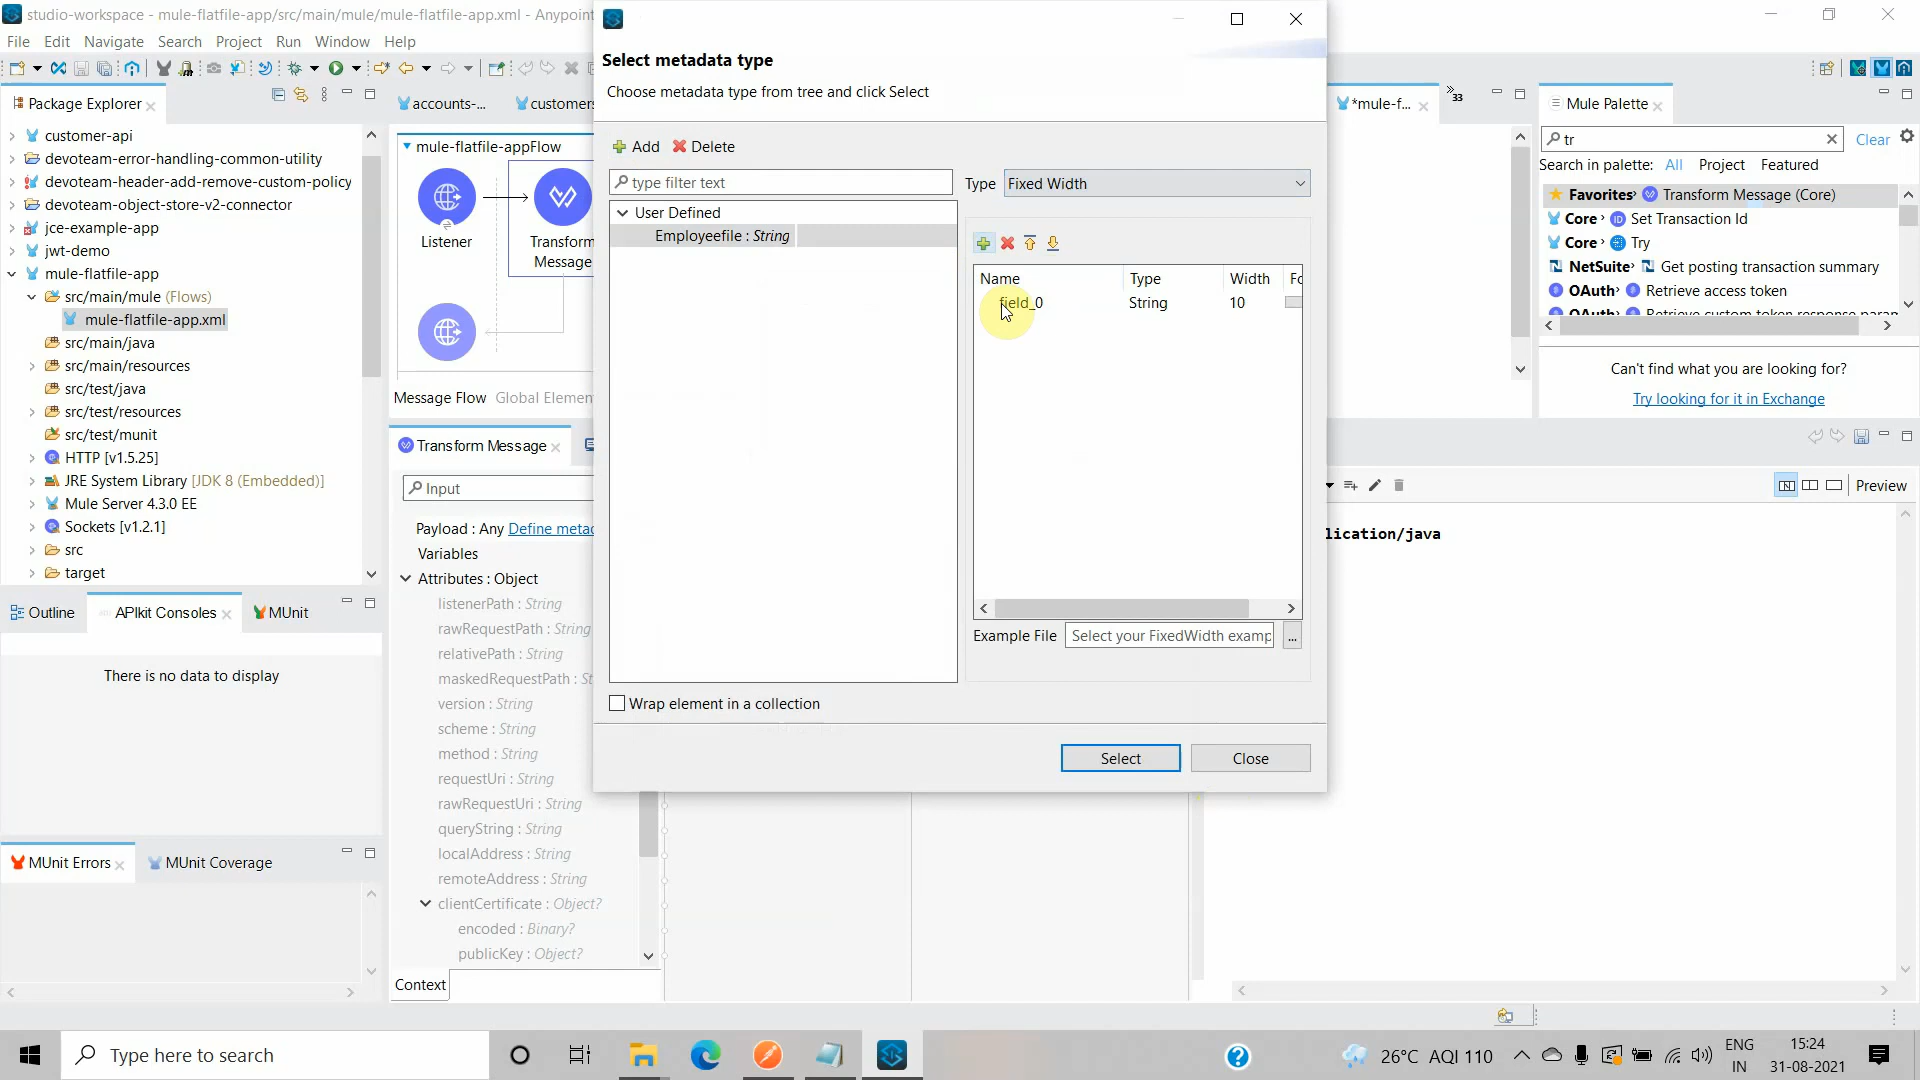 studio-workspace - mule-flatfile-app/src/main/mule/mule-flatfile-app.xml - Anypoint
File Edit Navigate Search Project Run Window Help
Package Explorer
customer-api
devoteam-error-handling-common-utility
devoteam-header-add-remove-custom-policy
devoteam-object-store-v2-connector
jce-example-app
jwt-demo
mule-flatfile-app
src/main/mule (Flows)
mule-flatfile-app.xml
src/main/java
src/main/resources
src/test/java
src/test/resources
src/test/munit
HTTP [v1.5.25]
JRE System Library [JDK 8 (Embedded)]
Mule Server 4.3.0 EE
Sockets [v1.2.1]
src
target
Outline
APIkit Consoles
MUnit
There is no data to display
MUnit Errors
MUnit Coverage
accounts-...
customers
mule-flatfile-appFlow
Listener
Transform
Message
Message Flow Global Elemen
Transform Message
Input
Payload : Any Define metad
Variables
Attributes : Object
listenerPath : String
rawRequestPath : String
relativePath : String
maskedRequestPath : St
version : String
scheme : String
method : String
requestUri : String
rawRequestUri : String
queryString : String
localAddress : String
remoteAddress : String
clientCertificate : Object?
encoded : Binary?
publicKey : Object?
Context
Select metadata type
Choose metadata type from tree and click Select
Add Delete
type filter text
User Defined
Employeefile : String
Type Fixed Width
Name Type Width Fo
field_0 String 10
Example File Select your FixedWidth examp ...
Wrap element in a collection
Select Close
*mule-f...
33
Mule Palette
tr
Clear
Search in palette: All Project Featured
Favorites Transform Message (Core)
Core Set Transaction Id
Core Try
NetSuite Get posting transaction summary
OAuth Retrieve access token
OAuth Retrieve custom token response param
Can't find what you are looking for?
Try looking for it in Exchange
Preview
lication/java
Type here to search
26°C AQI 110
ENG
IN
15:24
31-08-2021